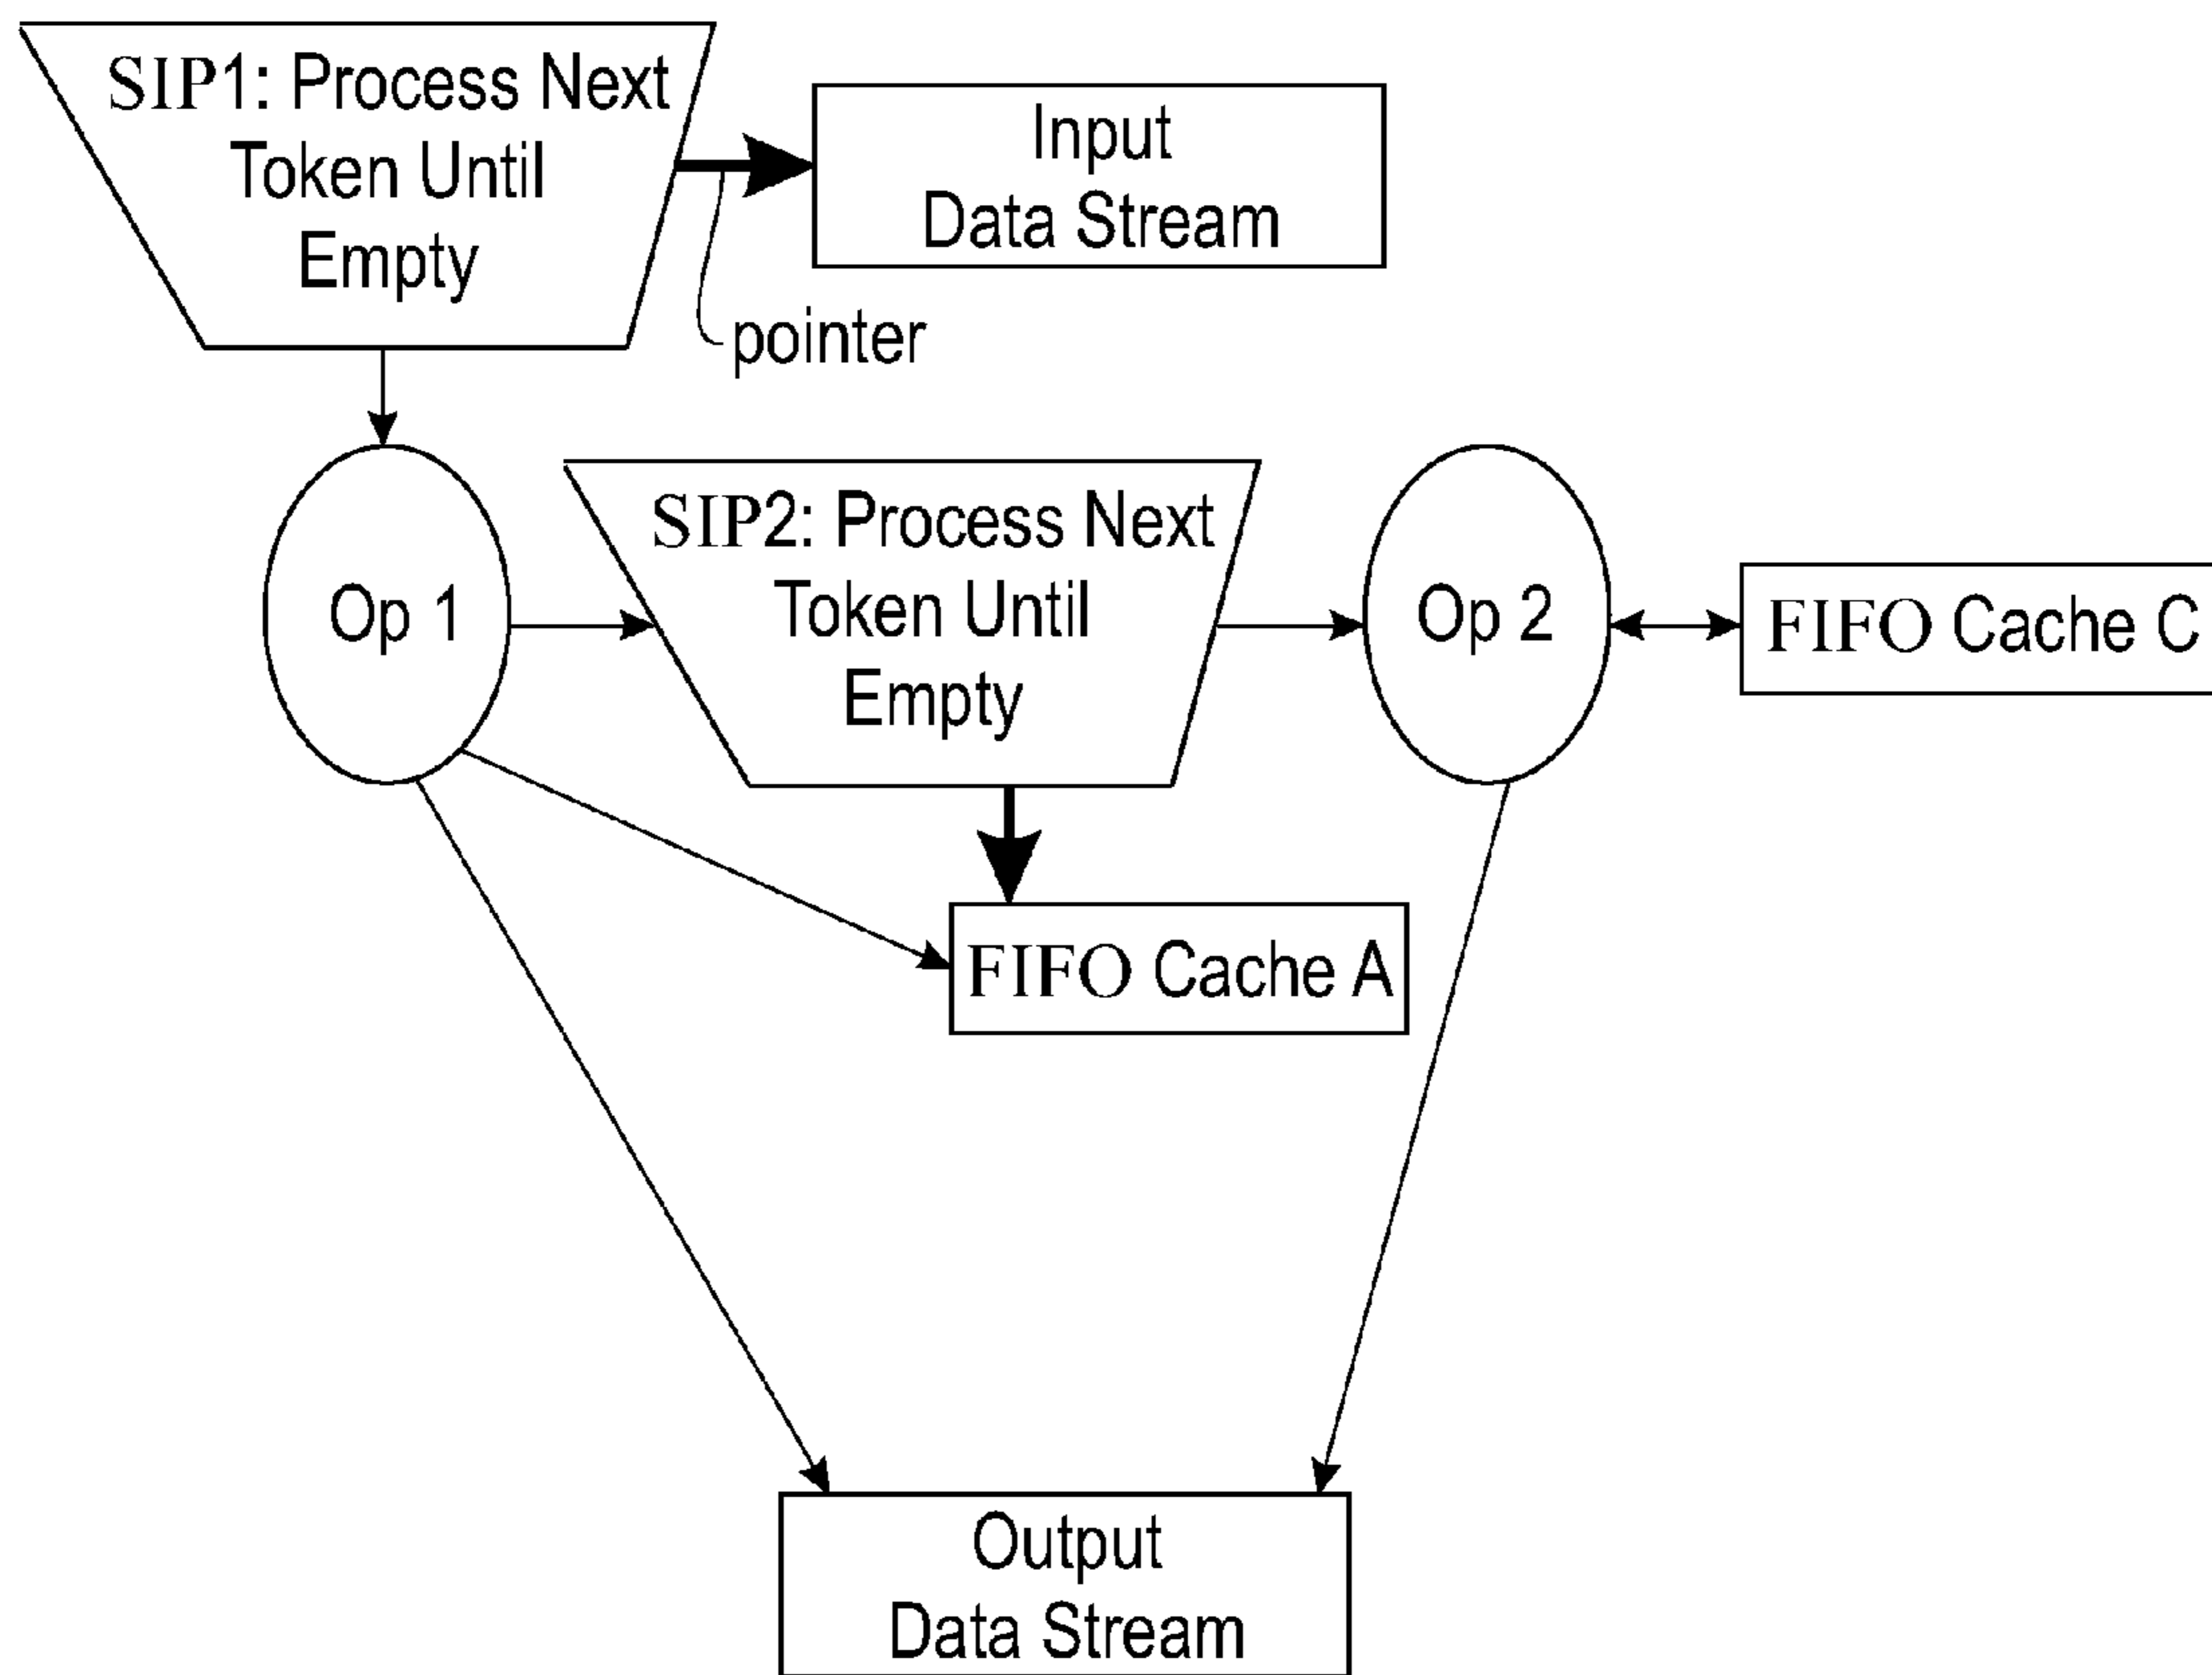 SIP1: Process Next
Token Until
Empty
Input
Data Stream
pointer
Op 1
SIP2: Process Next
Token Until
Empty
Op 2
FIFO Cache C
FIFO Cache A
Output
Data Stream